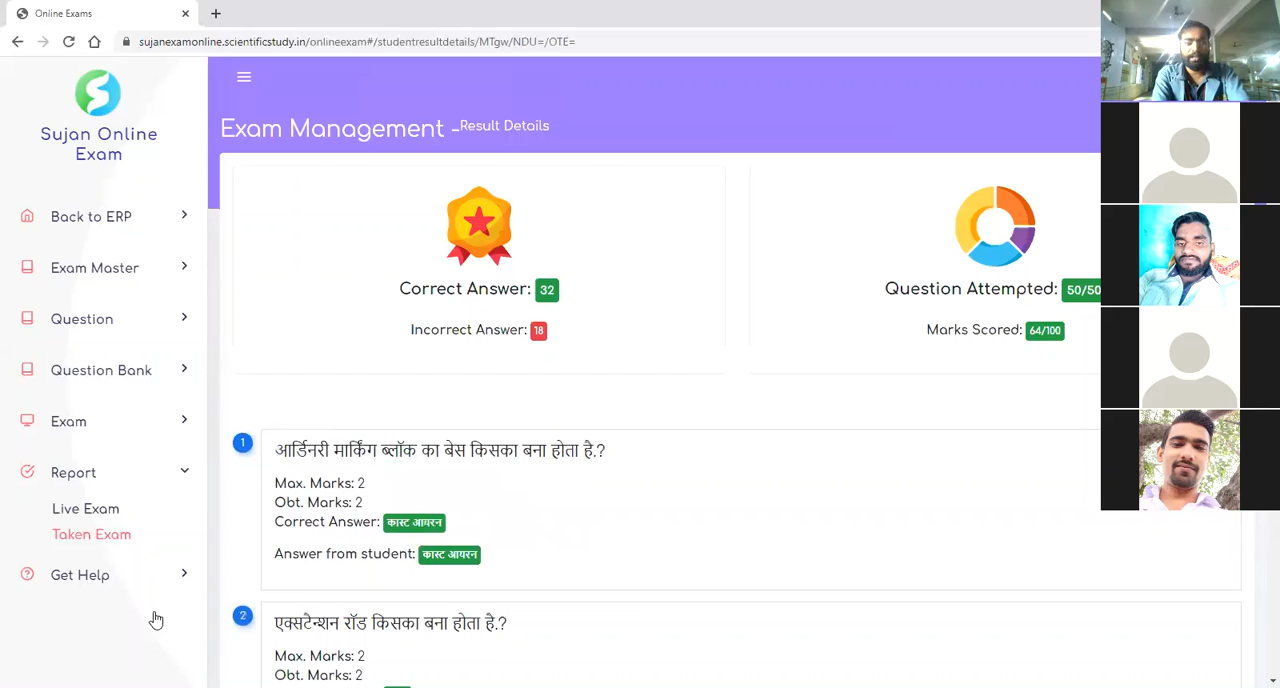 Online Exams
sujanexamonline.scientificstudy.in/onlineexam#/studentresultdetails/MTgw/NDU=/OTE=
Sujan Online
Exam
Back to ERP
Exam Master
Question
Question Bank
Exam
Report
Live Exam
Taken Exam
Get Help
Exam Management - Result Details
Correct Answer: 32
Incorrect Answer: 18
Question Attempted: 50/50
Marks Scored: 64/100
1
आर्डिनरी मार्किंग ब्लॉक का बेस किसका बना होता है.?
Max. Marks: 2
Obt. Marks: 2
Correct Answer: कास्ट आयरन
Answer from student: कास्ट आयरन
2
एक्सटेन्शन रॉड किसका बना होता है.?
Max. Marks: 2
Obt. Marks: 2